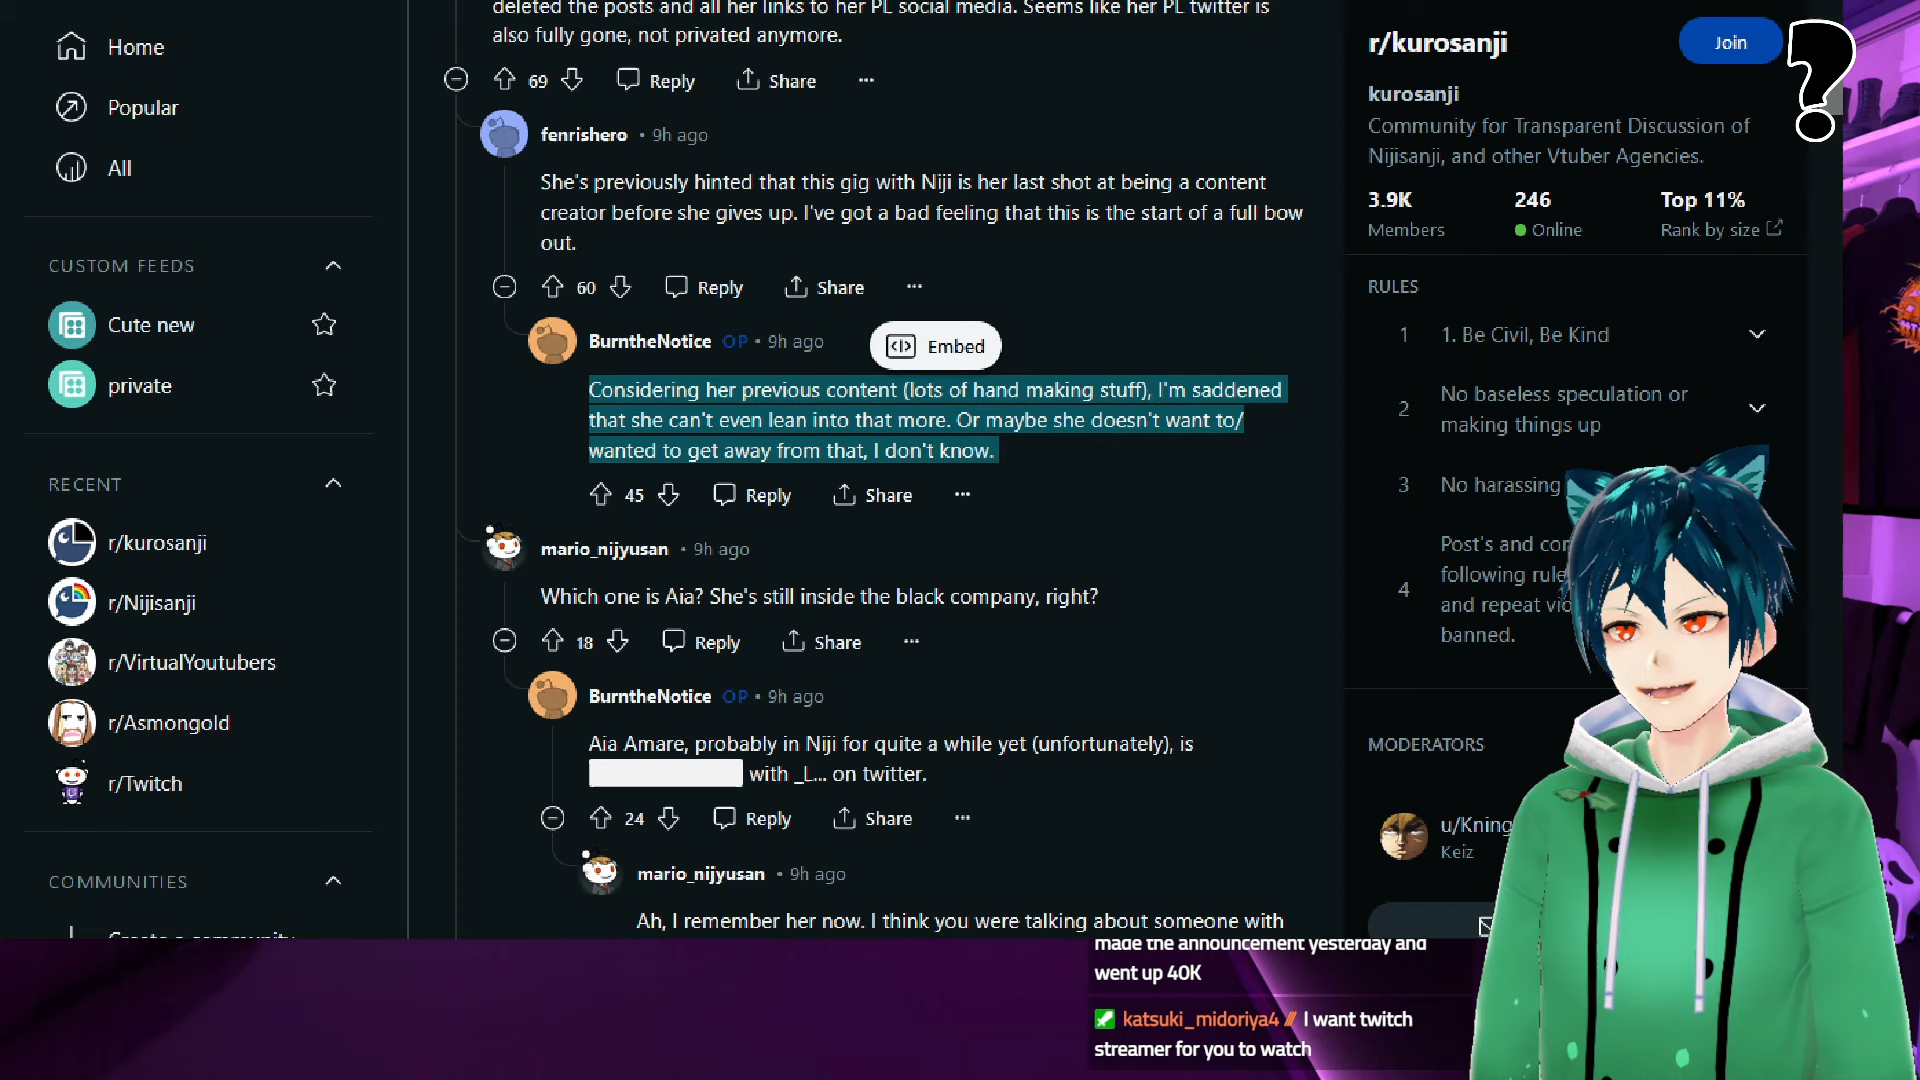 Home
Popular
All
CUSTOM FEEDS
Cute new
private
RECENT
r/kurosanji
r/Nijisanji
r/VirtualYoutubers
r/Asmongold
r/Twitch
COMMUNITIES
Create a community
deleted the posts and all her links to her PL social media. Seems like her PL twitter is
also fully gone, not privated anymore.
69 Reply Share ...
fenrishero • 9h ago
She's previously hinted that this gig with Niji is her last shot at being a content
creator before she gives up. I've got a bad feeling that this is the start of a full bow
out.
60 Reply Share ...
BurntheNotice OP • 9h ago
Embed
Considering her previous content (lots of hand making stuff), I'm saddened
that she can't even lean into that more. Or maybe she doesn't want to/
wanted to get away from that, I don't know.
45 Reply Share ...
mario_nijyusan • 9h ago
Which one is Aia? She's still inside the black company, right?
18 Reply Share ...
BurntheNotice OP • 9h ago
Aia Amare, probably in Niji for quite a while yet (unfortunately), is
with _L... on twitter.
24 Reply Share ...
mario_nijyusan • 9h ago
Ah, I remember her now. I think you were talking about someone with
r/kurosanji
Join
?
kurosanji
Community for Transparent Discussion of
Nijisanji, and other Vtuber Agencies.
3.9K 246 Top 11%
Members Online Rank by size
RULES
1 1. Be Civil, Be Kind
2 No baseless speculation or
making things up
3 No harassing
4 Post's and
following
and repeat
banned.
MODERATORS
u/Kning
Keiz
made the announcement yesterday and
went up 40K
katsuki_midoriya4 // I want twitch
streamer for you to watch